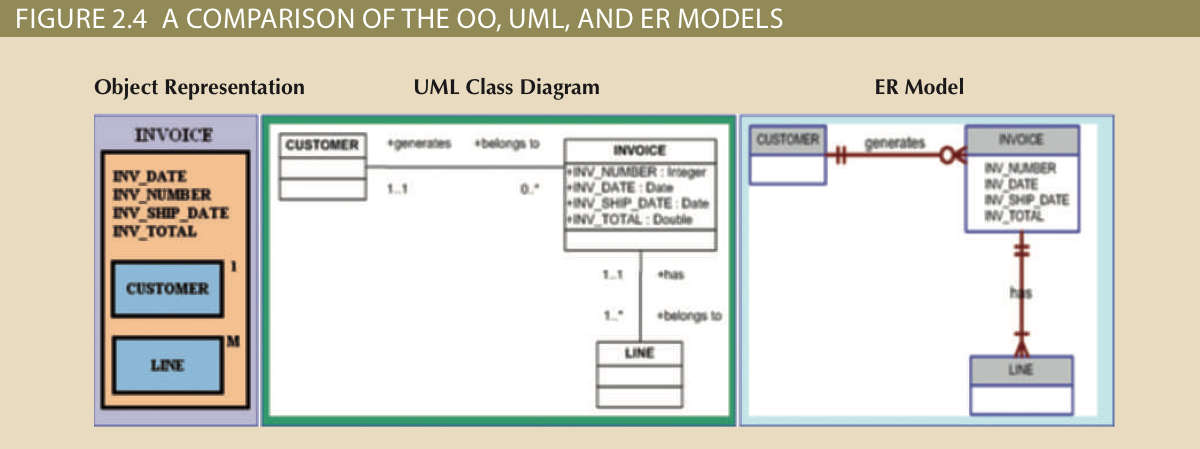 FIGURE 2.4 A COMPARISON OF THE OO, UML, AND ER MODELS
Object Representation
UML Class Diagram
ER Model
INVOICE
INV_DATE
INV_NUMBER
INV_SHIP_DATE
INV_TOTAL
1
CUSTOMER
M
LINE
CUSTOMER
+generates
+belongs to
1..1
0..*
INVOICE
+INV_NUMBER : Integer
+INV_DATE : Date
+INV_SHIP_DATE : Date
+INV_TOTAL : Double
1..1
+has
1..*
+belongs to
LINE
CUSTOMER
generates
INVOICE
INV_NUMBER
INV_DATE
INV_SHIP_DATE
INV_TOTAL
has
LINE